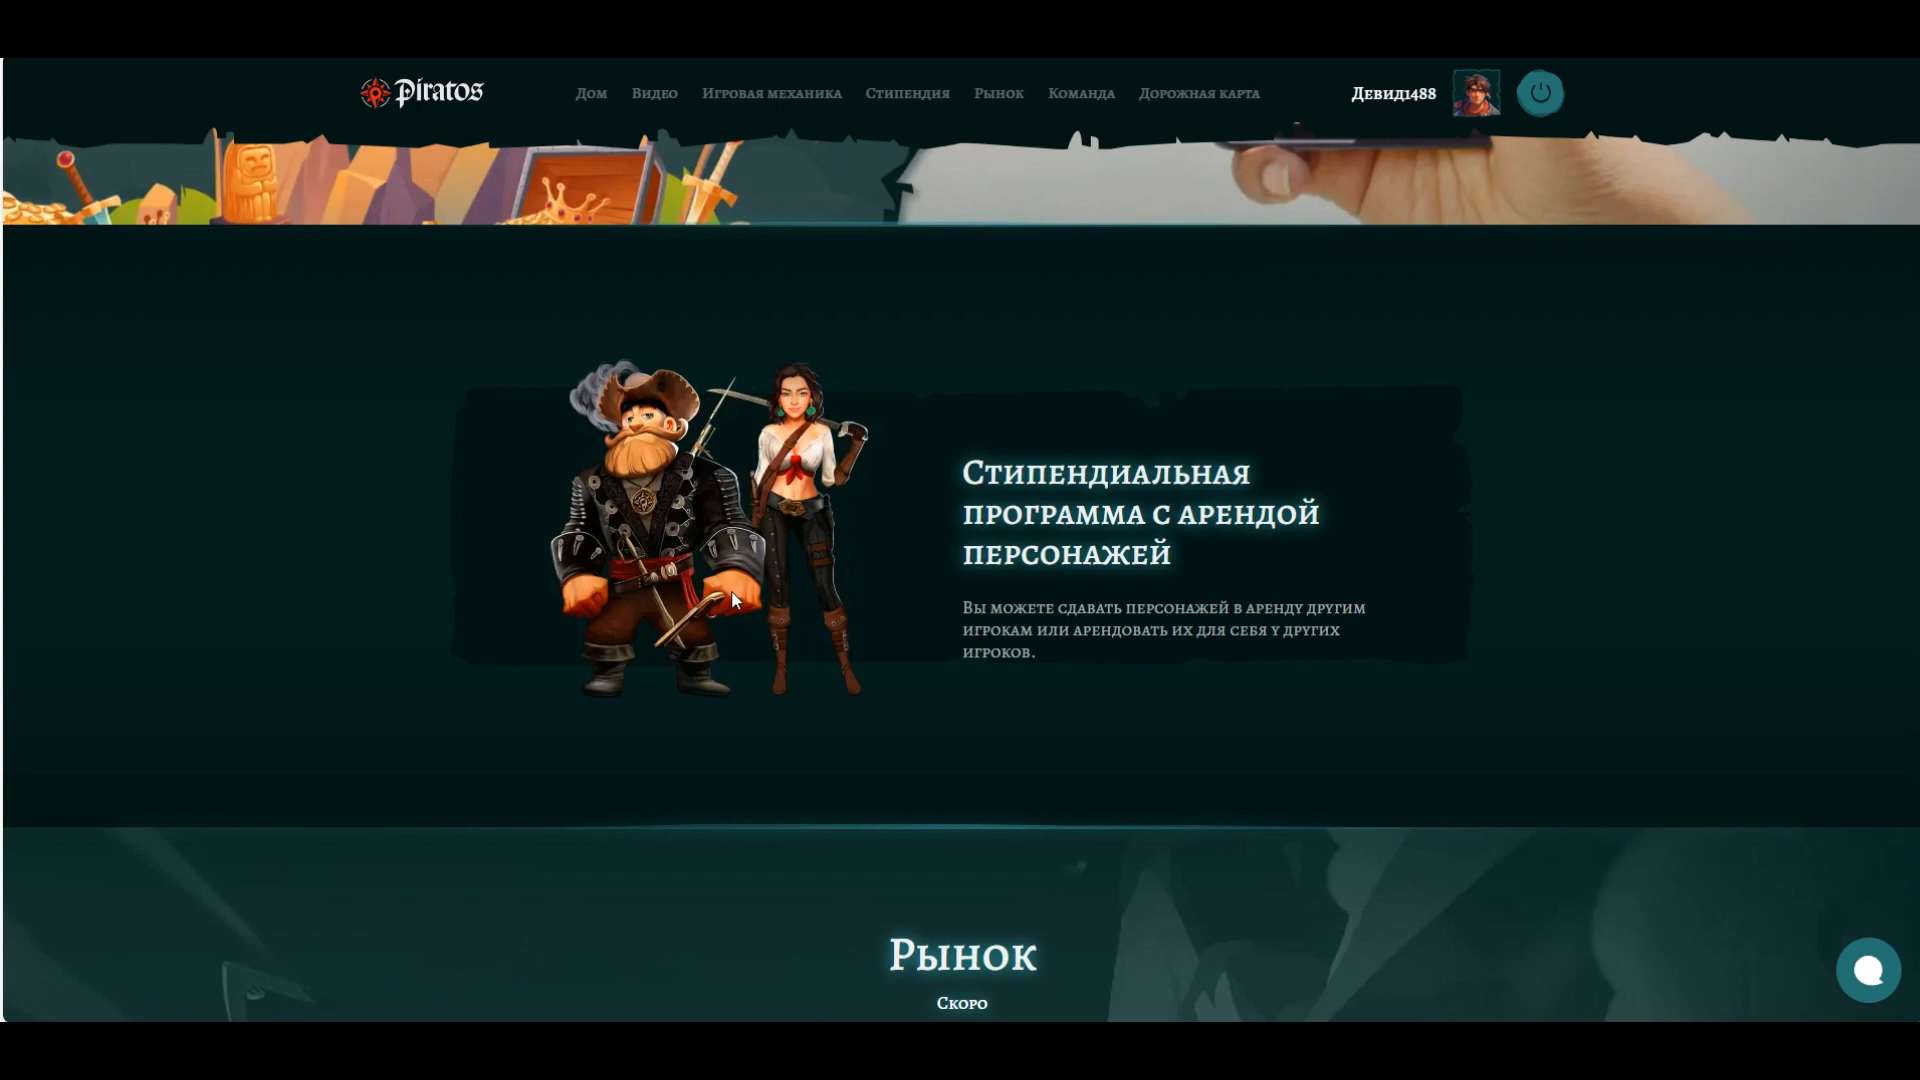 Piratos
Дом Видео Игровая механика Стипендия Рынок Команда Дорожная карта
Девид1488
Стипендиальная
программа с арендой
персонажей
Вы можете сдавать персонажей в аренду другим
игрокам или арендовать их для себя у других
игроков.
Рынок
Скоро